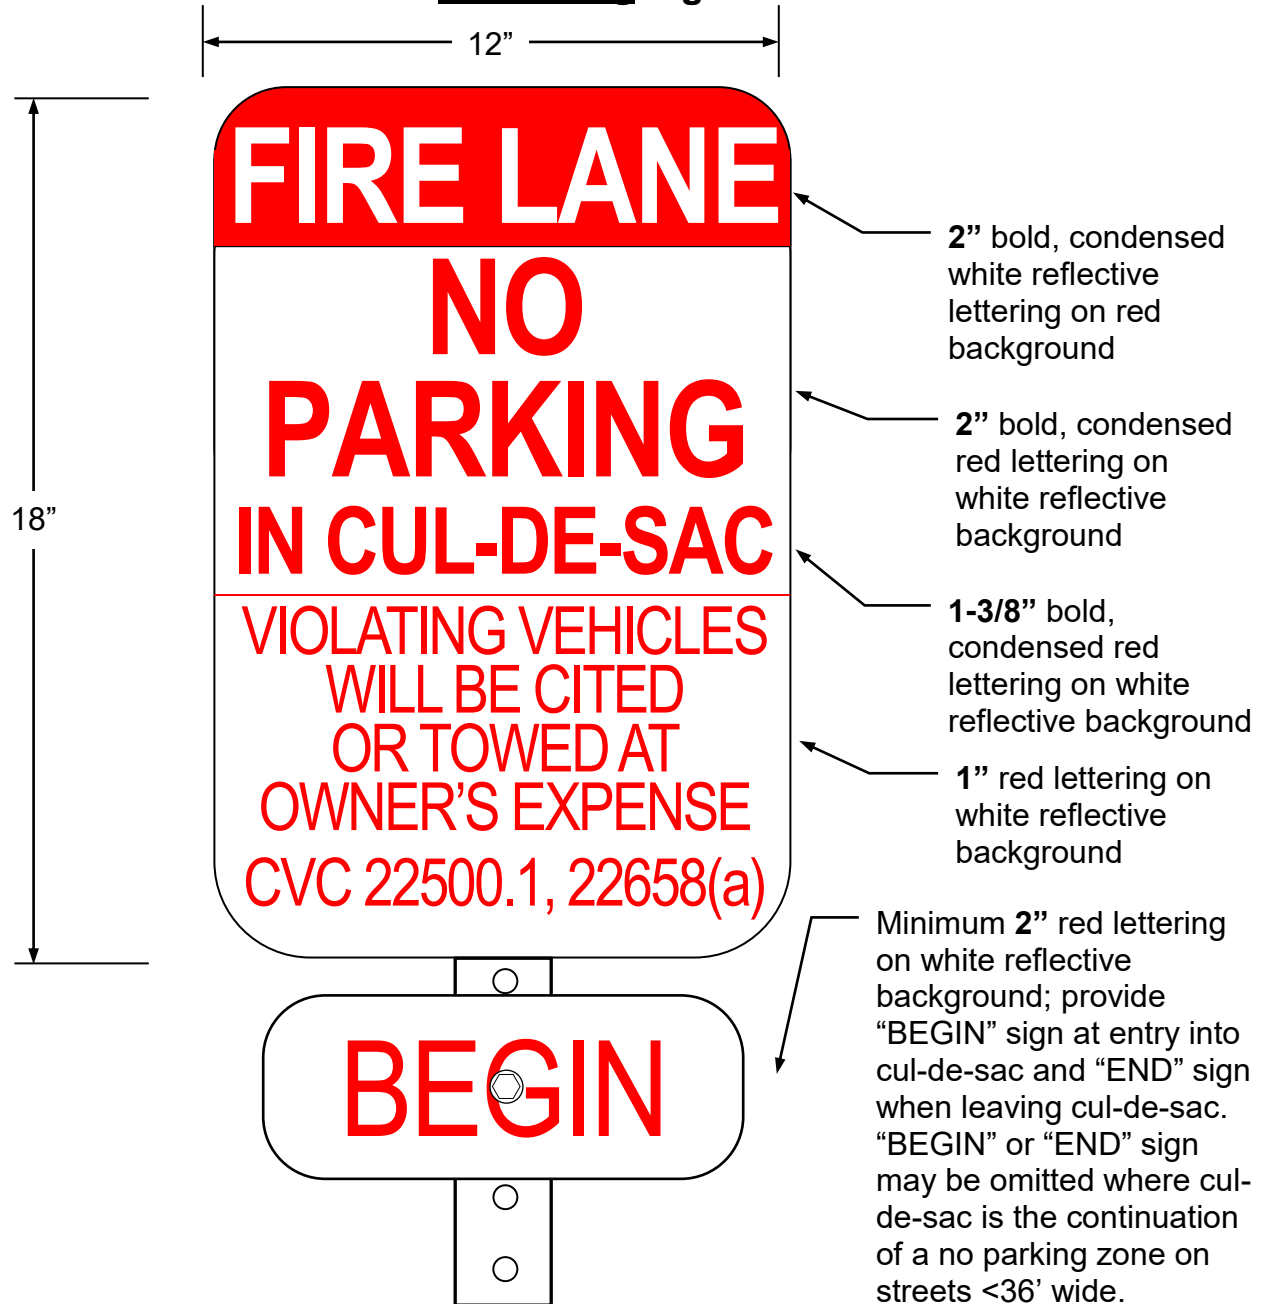 12”
FIRE LANE
NO
PARKING
IN CUL-DE-SAC
VIOLATING VEHICLES
WILL BE CITED
OR TOWED AT
OWNER’S EXPENSE
CVC 22500.1, 22658(a)
BEGIN
18”
2” bold, condensed
white reflective
lettering on red
background
2” bold, condensed
red lettering on
white reflective
background
1-3/8” bold,
condensed red
lettering on white
reflective background
1” red lettering on
white reflective
background
Minimum 2” red lettering
on white reflective
background; provide
“BEGIN” sign at entry into
cul-de-sac and “END” sign
when leaving cul-de-sac.
“BEGIN” or “END” sign
may be omitted where cul-
de-sac is the continuation
of a no parking zone on
streets <36’ wide.